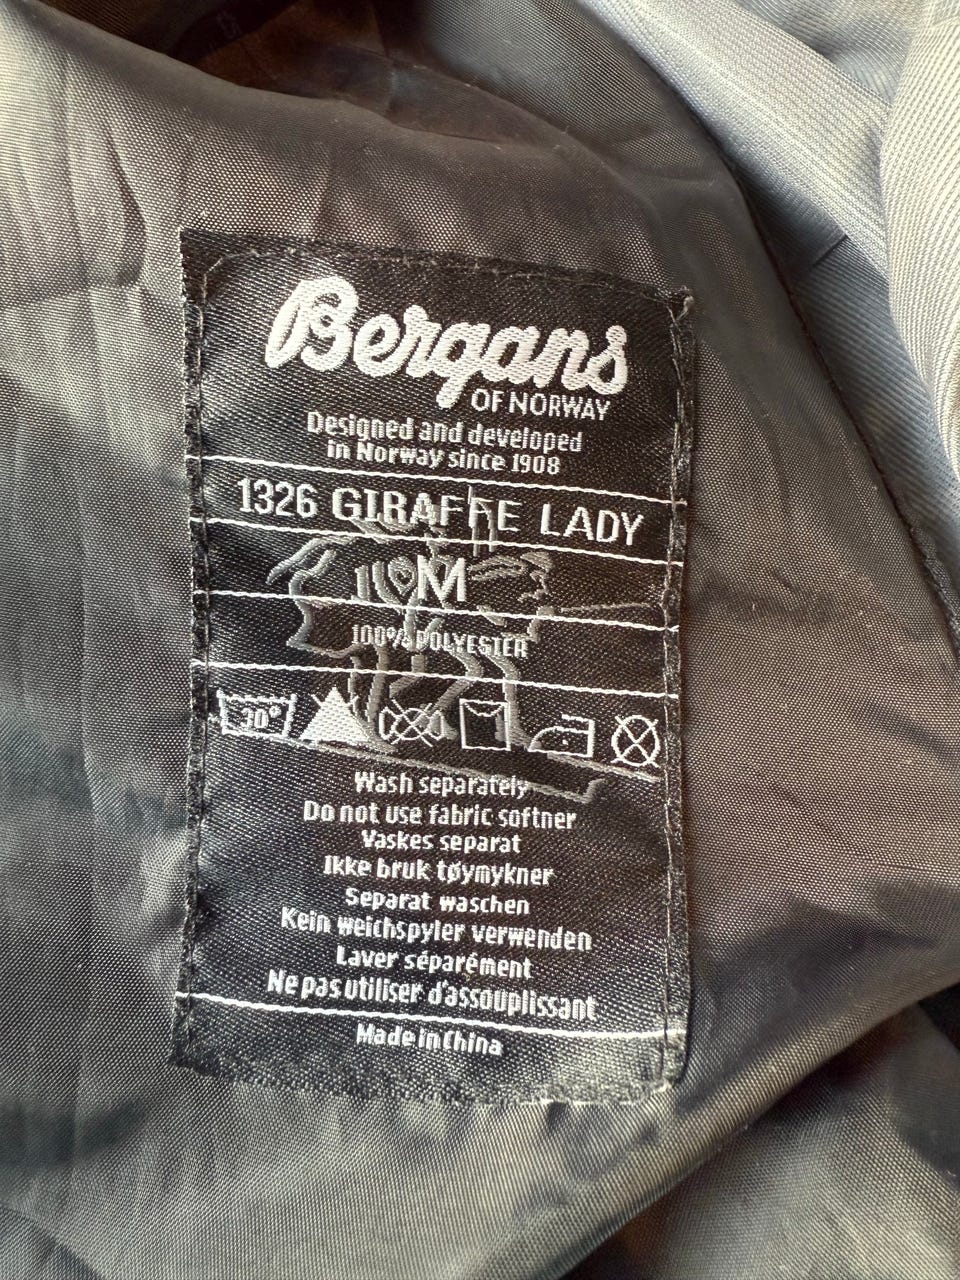 Bergans
OF NORWAY
Designed and developed
in Norway since 1908
1326 GIRAFFE LADY
M
100% POLYESTER
30°
Wash separately
Do not use fabric softner
Vaskes separat
Ikke bruk tøymykner
Separat waschen
Kein weichspyler verwenden
Laver séparément
Ne pas utiliser d'assouplissant
Made in China